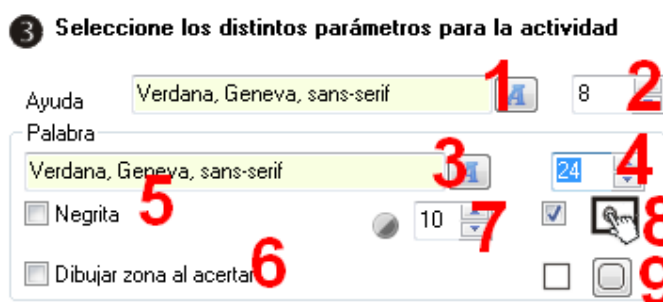 3 Seleccione los distintos parámetros para la actividad
Ayuda Verdana, Geneva, sans-serif 1 A 8 2
Palabra
Verdana, Geneva, sans-serif 3 A 24 4
Negrita 5 10 7 8
Dibujar zona al acertar 6 9